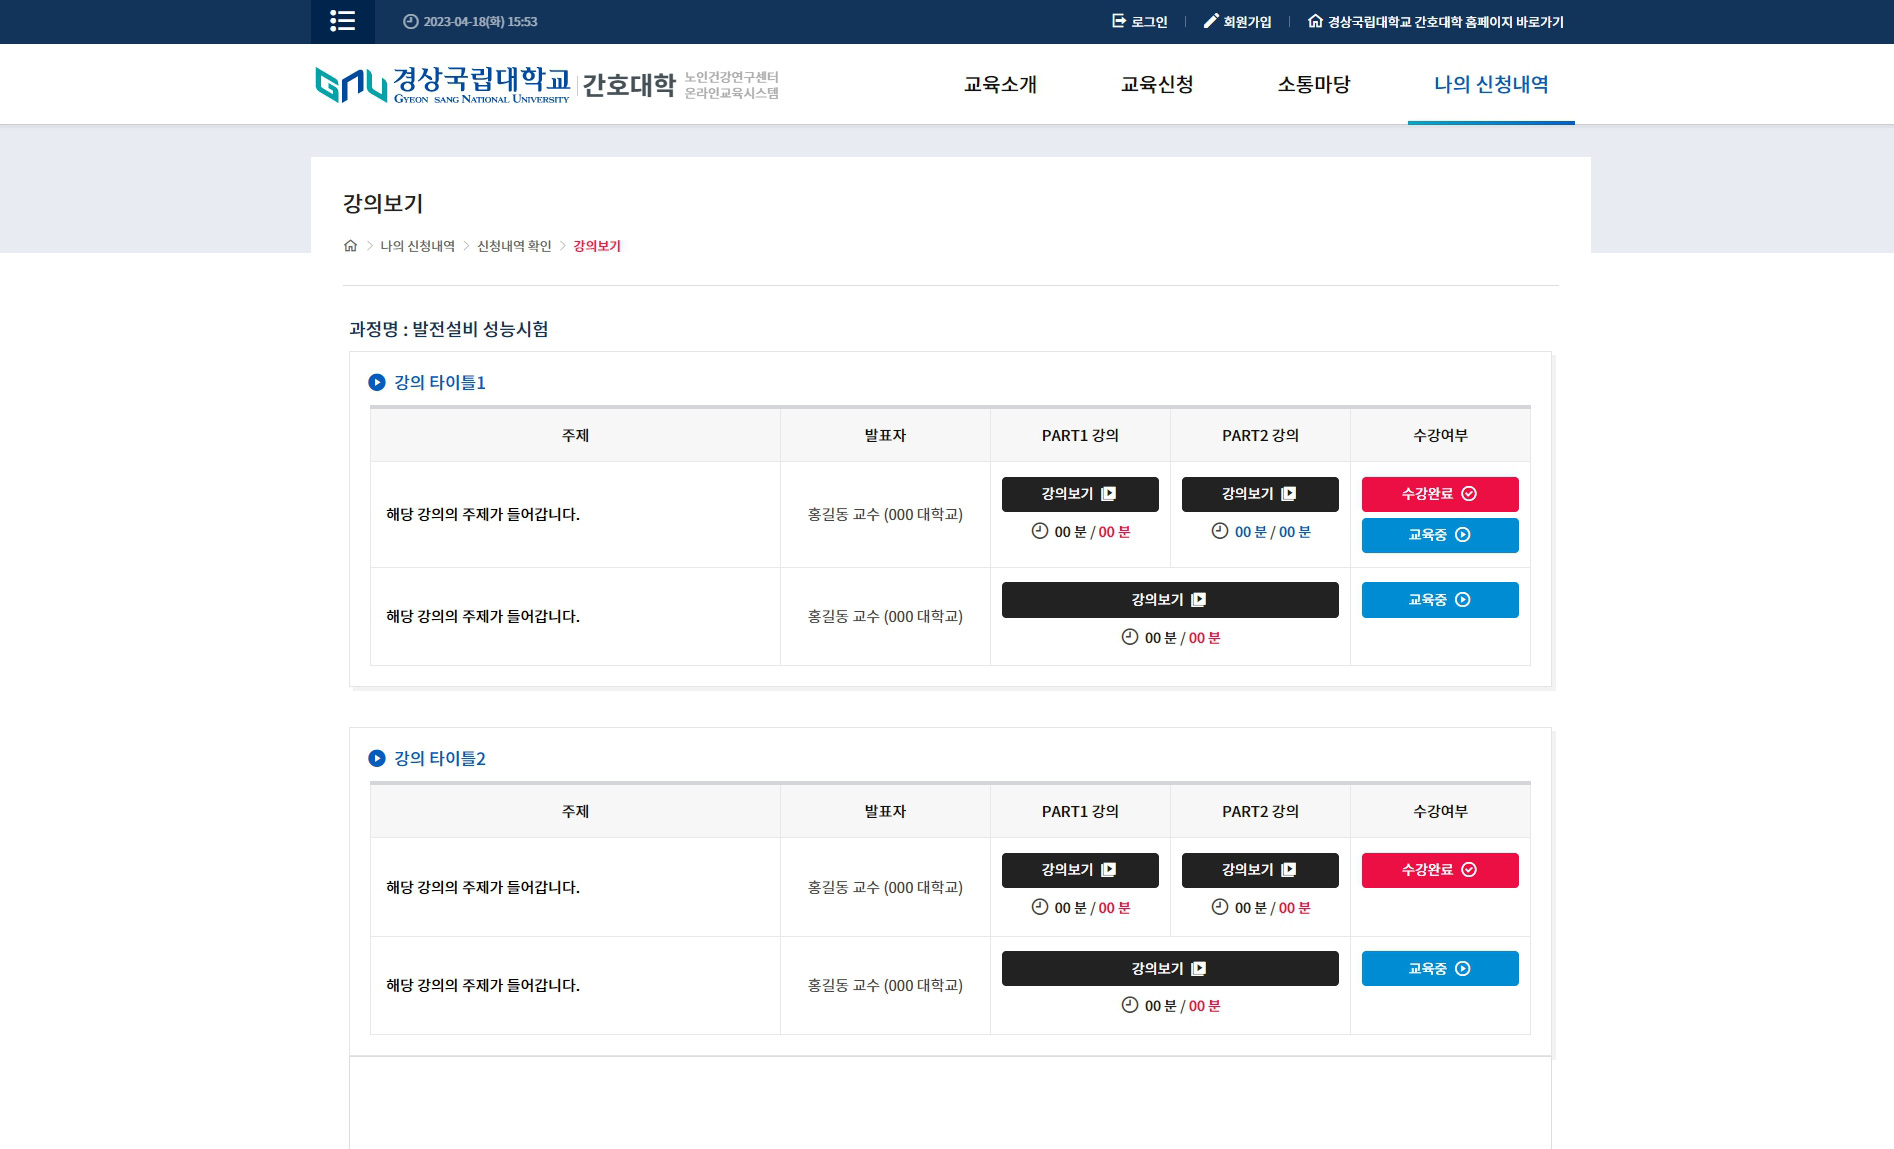 2023-04-18(화) 15:53
로그인
회원가입
경상국립대학교 간호대학 홈페이지 바로가기
경상국립대학교
GYEONGSANG NATIONAL UNIVERSITY
간호대학
노인건강연구센터
온라인교육시스템
교육소개
교육신청
소통마당
나의 신청내역
강의보기
나의 신청내역
신청내역 확인
강의보기
과정명 : 발전설비 성능시험
강의 타이틀1
주제 발표자 PART1 강의 PART2 강의 수강여부
해당 강의의 주제가 들어갑니다.
홍길동 교수 (000 대학교)
강의보기
00 분 / 00 분
강의보기
00 분 / 00 분
수강완료
교육중
해당 강의의 주제가 들어갑니다.
홍길동 교수 (000 대학교)
강의보기
00 분 / 00 분
교육중
강의 타이틀2
주제 발표자 PART1 강의 PART2 강의 수강여부
해당 강의의 주제가 들어갑니다.
홍길동 교수 (000 대학교)
강의보기
00 분 / 00 분
강의보기
00 분 / 00 분
수강완료
해당 강의의 주제가 들어갑니다.
홍길동 교수 (000 대학교)
강의보기
00 분 / 00 분
교육중